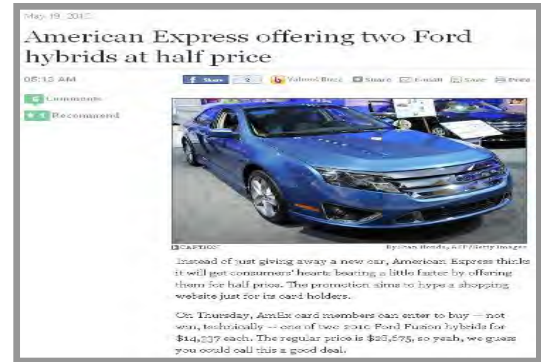 May 19, 2010
American Express offering two Ford
hybrids at half price
08:15 AM
Share
Yahoo! Buzz Share E-mail Save Print
Comments
Recommend
CAPTION
By Stan Honda, AFP/Getty Images
Instead of just giving away a new car, American Express thinks
it will get consumers' hearts beating a little faster by offering
them for half price. The promotion aims to hype a shopping
website just for its card holders.
On Thursday, AmEx card members can enter to buy -- not
win, technically -- one of two 2010 Ford Fusion hybrids for
$14,337 each. The regular price is $28,675, so yeah, we guess
you could call this a good deal.